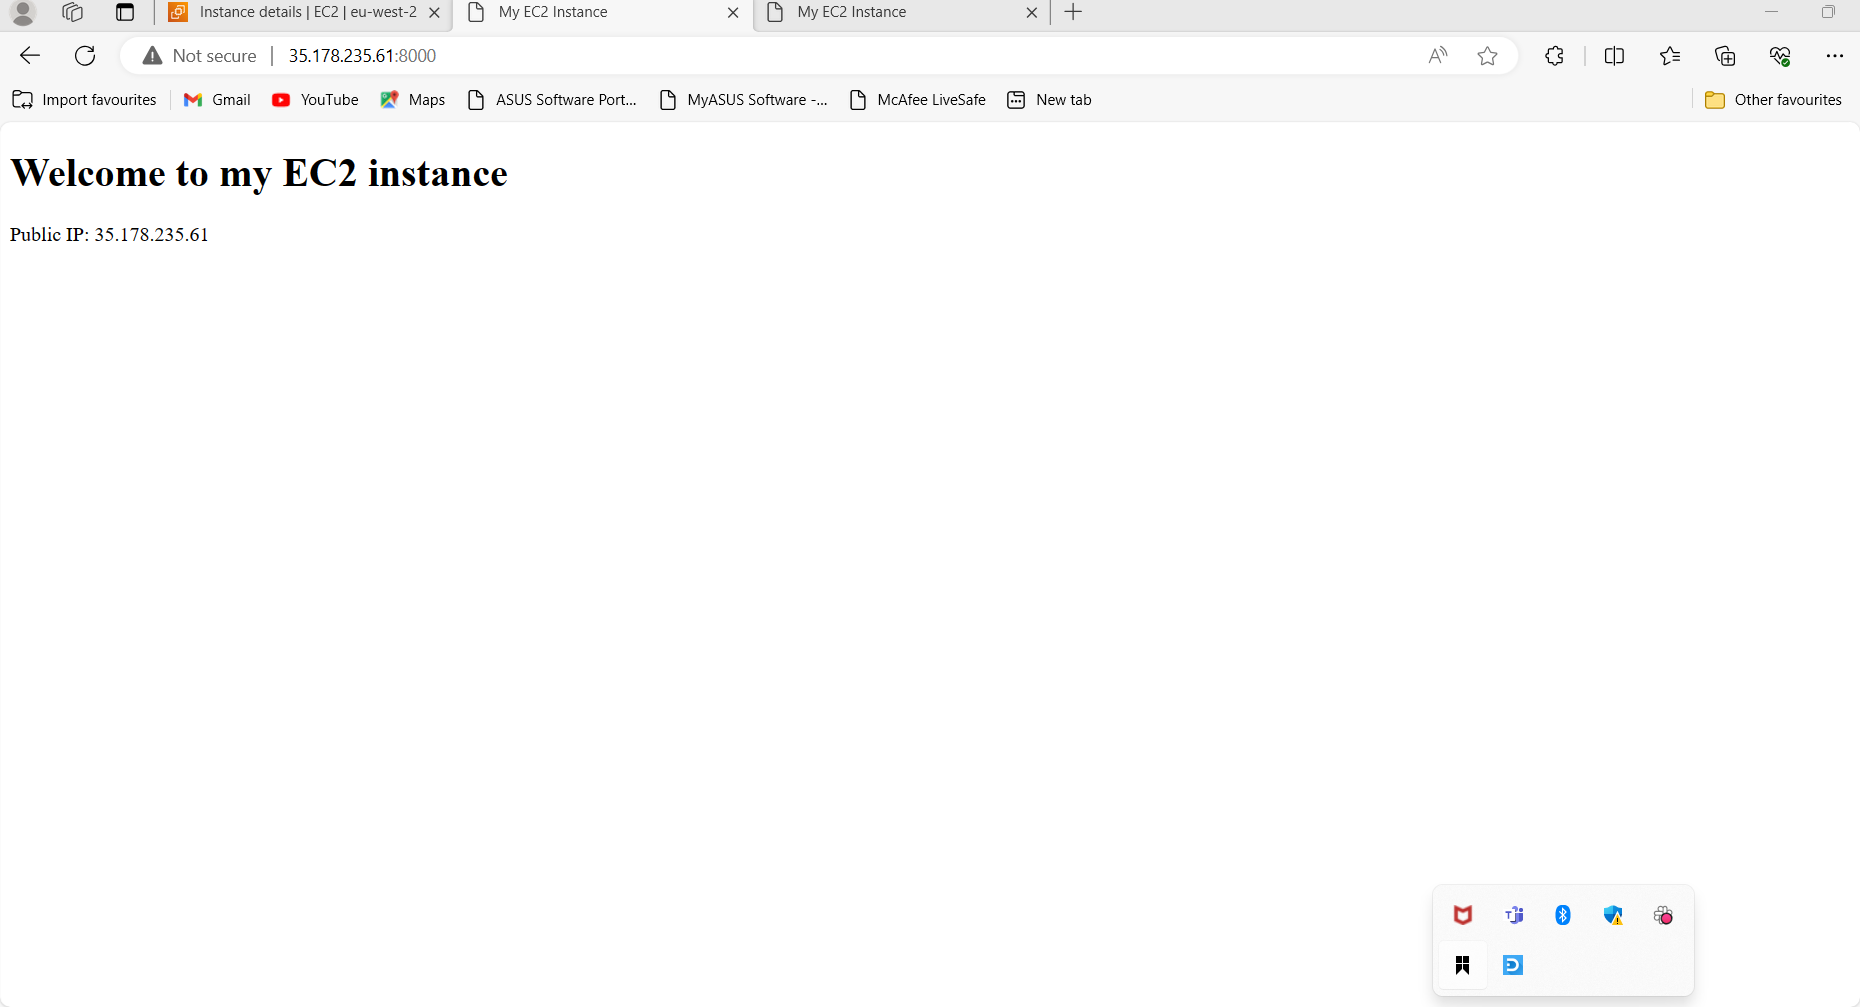 Instance details | EC2 | eu-west-2
My EC2 Instance
My EC2 Instance
Not secure | 35.178.235.61:8000
Import favourites
Gmail
YouTube
Maps
ASUS Software Port...
MyASUS Software -...
McAfee LiveSafe
New tab
Other favourites
Welcome to my EC2 instance
Public IP: 35.178.235.61